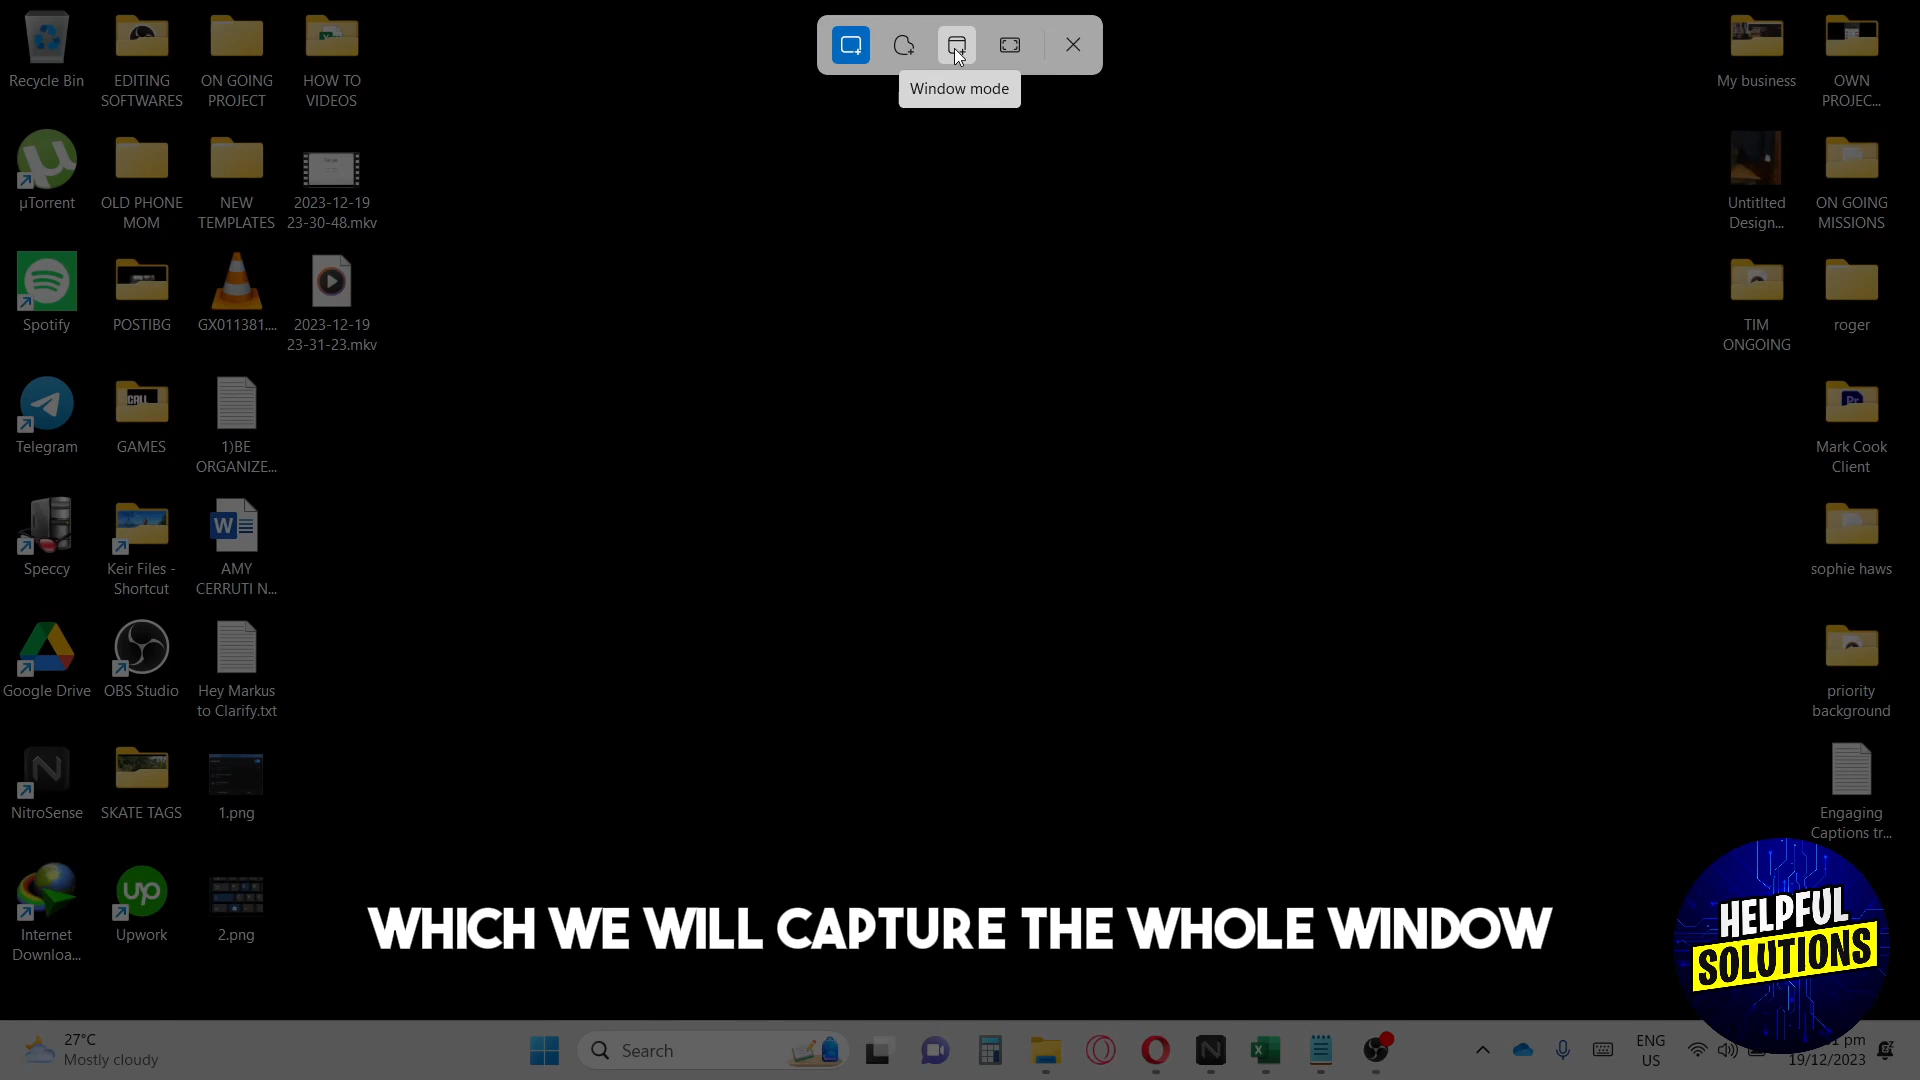 Window mode
Recycle Bin
EDITING
SOFTWARES
ON GOING
PROJECT
HOW TO
VIDEOS
My business
OWN
PROJEC...
µTorrent
OLD PHONE
MOM
NEW
TEMPLATES
2023-12-19
23-30-48.mkv
Untitlted
Design...
ON GOING
MISSIONS
Spotify
POSTIBG
GX011381....
2023-12-19
23-31-23.mkv
TIM
ONGOING
roger
Telegram
CALL
GAMES
1)BE
ORGANIZE...
Pr
Mark Cook
Client
Speccy
Keir Files -
Shortcut
W
AMY
CERRUTI N...
sophie haws
Google Drive
OBS Studio
Hey Markus
to Clarify.txt
priority
background
N
NitroSense
SKATE TAGS
1.png
Engaging
Captions tr...
Internet
Downloa...
up
Upwork
2.png
WHICH WE WILL CAPTURE THE WHOLE WINDOW
HELPFUL
SOLUTIONS
27°C
Mostly cloudy
Search
ENG
US
pm
19/12/2023